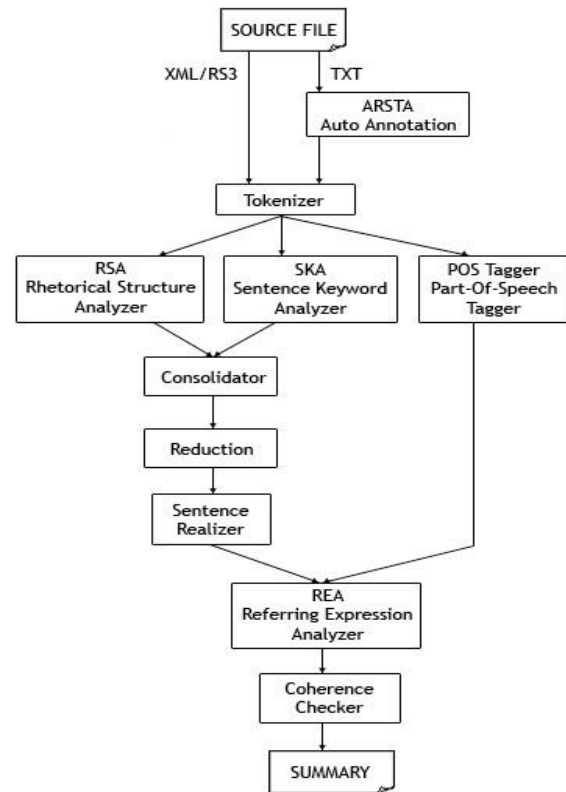 SOURCE FILE
XML/RS3
TXT
ARSTA
Auto Annotation
Tokenizer
RSA
Rhetorical Structure
Analyzer
SKA
Sentence Keyword
Analyzer
POS Tagger
Part-Of-Speech
Tagger
Consolidator
Reduction
Sentence
Realizer
REA
Referring Expression
Analyzer
Coherence
Checker
SUMMARY